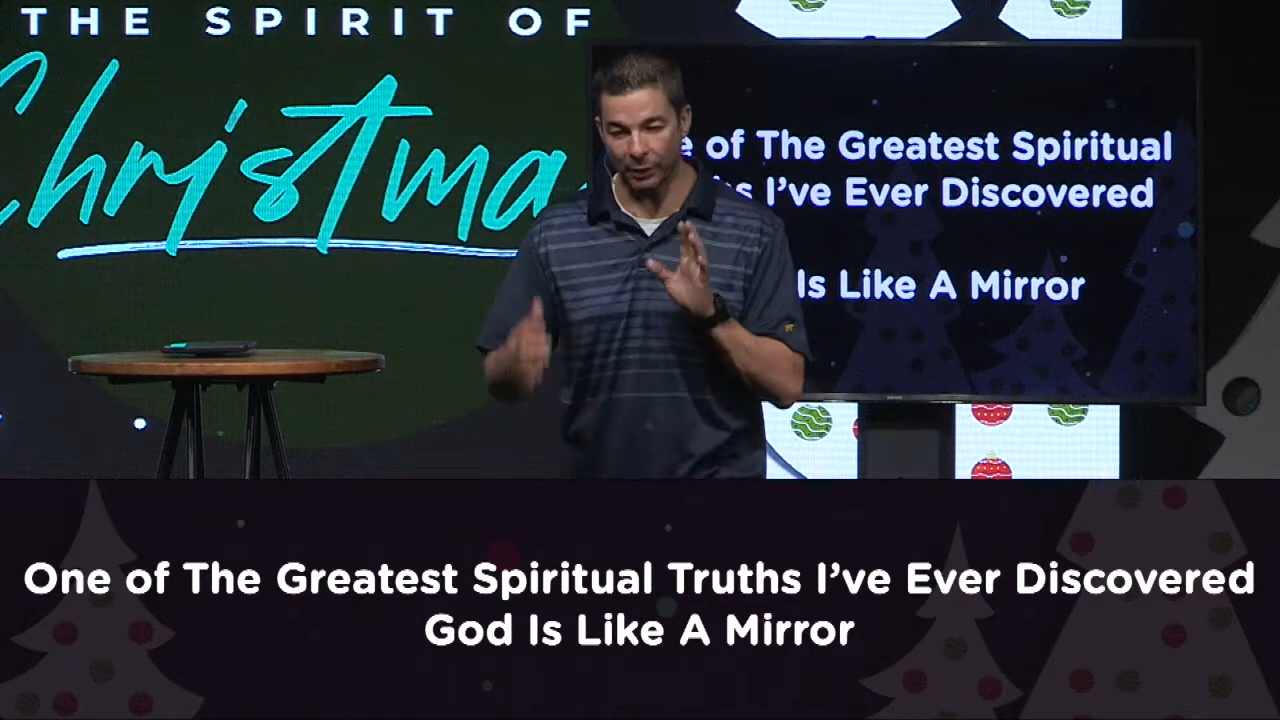 THE SPIRIT OF
Christma
of The Greatest Spiritual
I've Ever Discovered
Is Like A Mirror
One of The Greatest Spiritual Truths I've Ever Discovered
God Is Like A Mirror